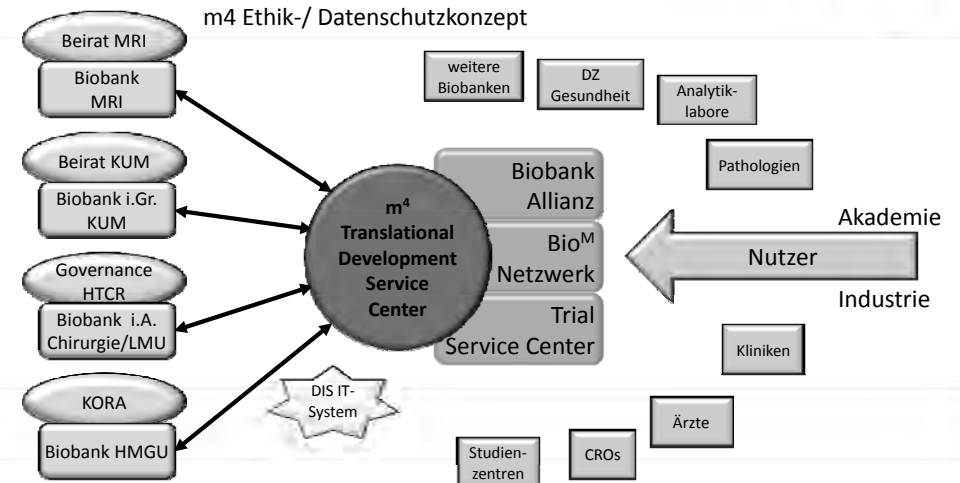 m4 Ethik-/ Datenschutzkonzept
Beirat MRI
Biobank
MRI
Beirat KUM
Biobank i.Gr.
KUM
Governance
HTCR
Biobank i.A.
Chirurgie/LMU
KORA
Biobank HMGU
m⁴
Translational
Development
Service
Center
DIS IT-
System
Biobank
Allianz
Bioᴹ
Netzwerk
Trial
Service Center
weitere
Biobanken
DZ
Gesundheit
Analytik-
labore
Pathologien
Akademie
Nutzer
Industrie
Kliniken
Ärzte
CROs
Studien-
zentren